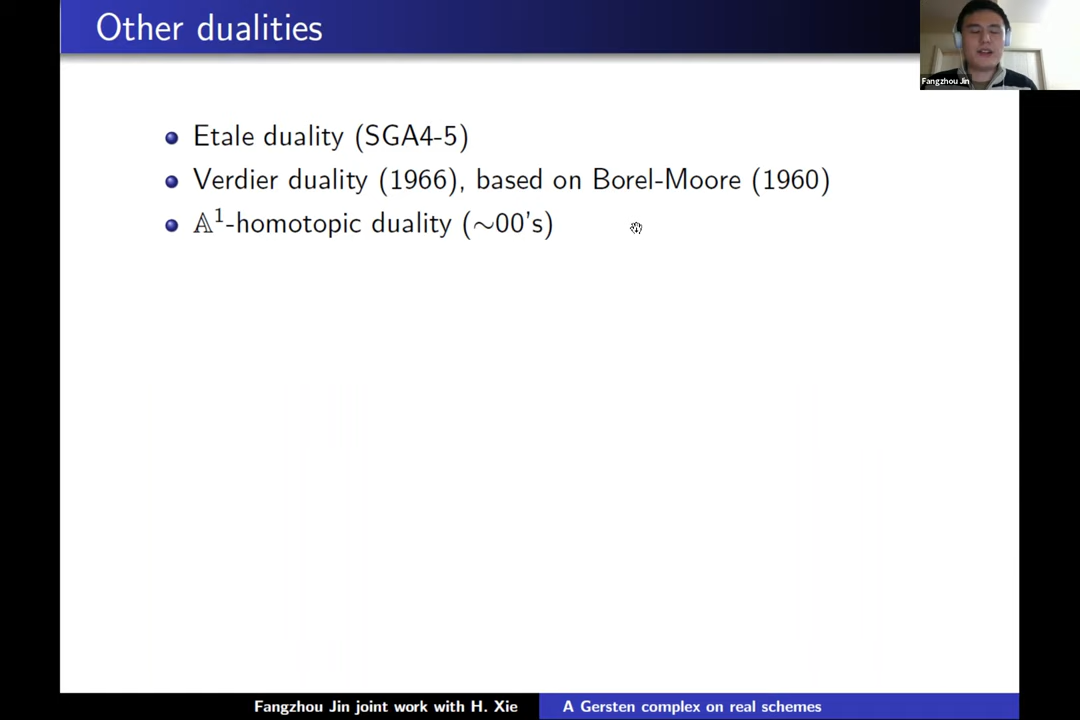 Other dualities
Fangzhou Jin
Etale duality (SGA4-5)
Verdier duality (1966), based on Borel-Moore (1960)
𝔸¹-homotopic duality (∼00's)
Fangzhou Jin joint work with H. Xie
A Gersten complex on real schemes